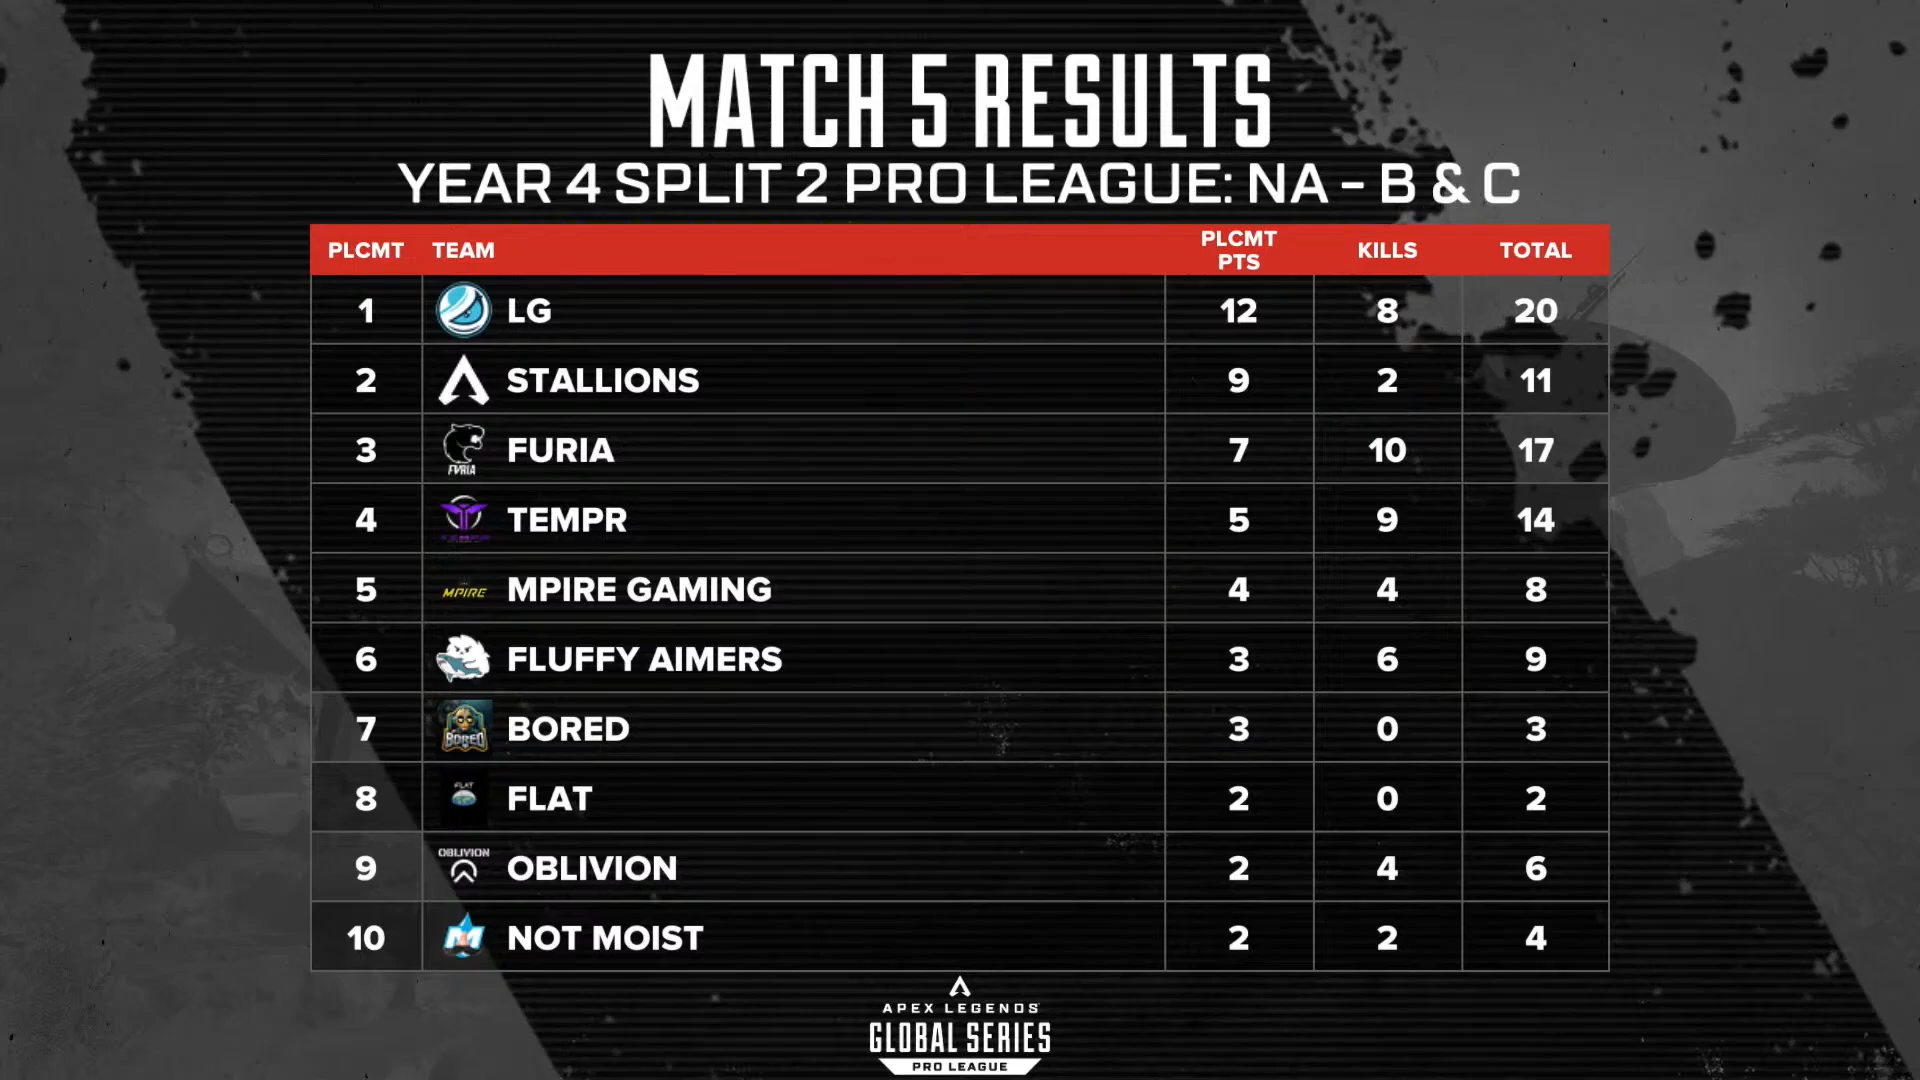 MATCH 5 RESULTS
YEAR 4 SPLIT 2 PRO LEAGUE: NA - B & C
PLCMT TEAM PLCMT PTS KILLS TOTAL
1 LG 12 8 20
2 STALLIONS 9 2 11
3 FURIA FURIA 7 10 17
4 TEMPR 5 9 14
5 MPIRE MPIRE GAMING 4 4 8
6 FLUFFY AIMERS 3 6 9
7 BORED BORED 3 0 3
8 FLAT FLAT 2 0 2
9 OBLIVION OBLIVION 2 4 6
10 M NOT MOIST 2 2 4
APEX LEGENDS
GLOBAL SERIES
PRO LEAGUE